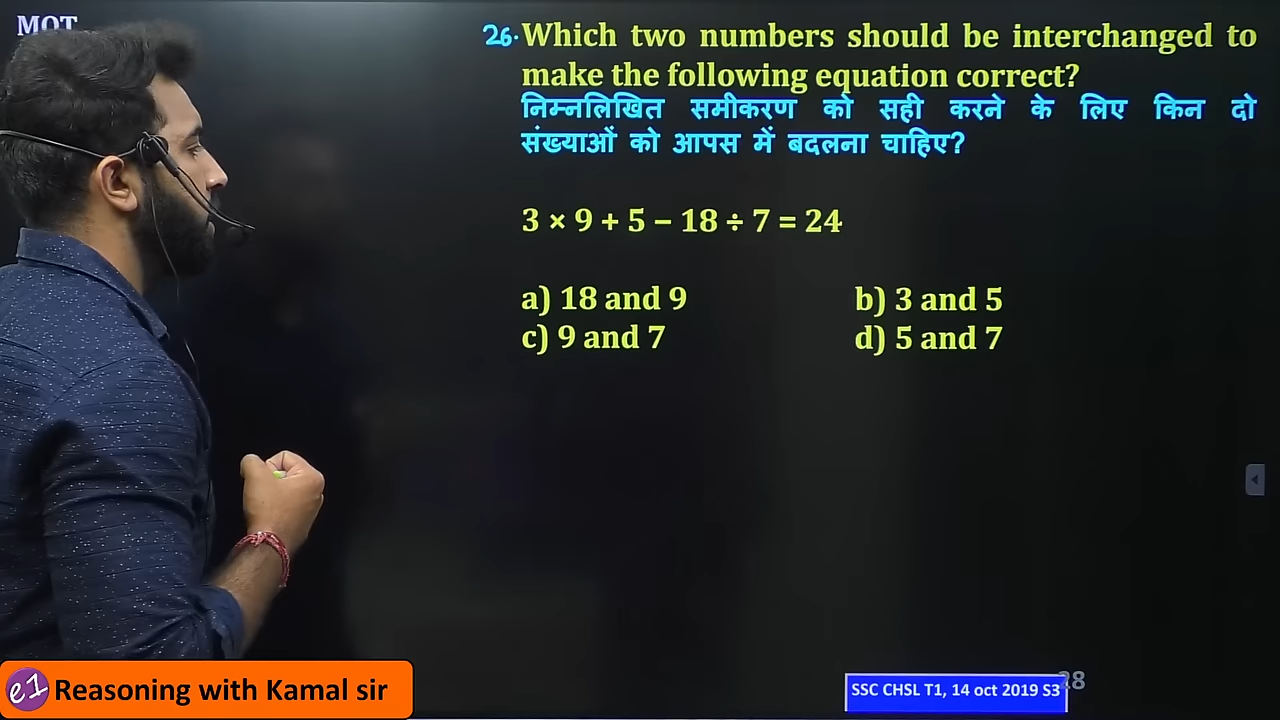 MOT
26. Which two numbers should be interchanged to
make the following equation correct?
निम्नलिखित समीकरण को सही करने के लिए किन दो
संख्याओं को आपस में बदलना चाहिए?
3 × 9 + 5 − 18 ÷ 7 = 24
a) 18 and 9
b) 3 and 5
c) 9 and 7
d) 5 and 7
e1 Reasoning with Kamal sir
SSC CHSL T1, 14 oct 2019 S3
28